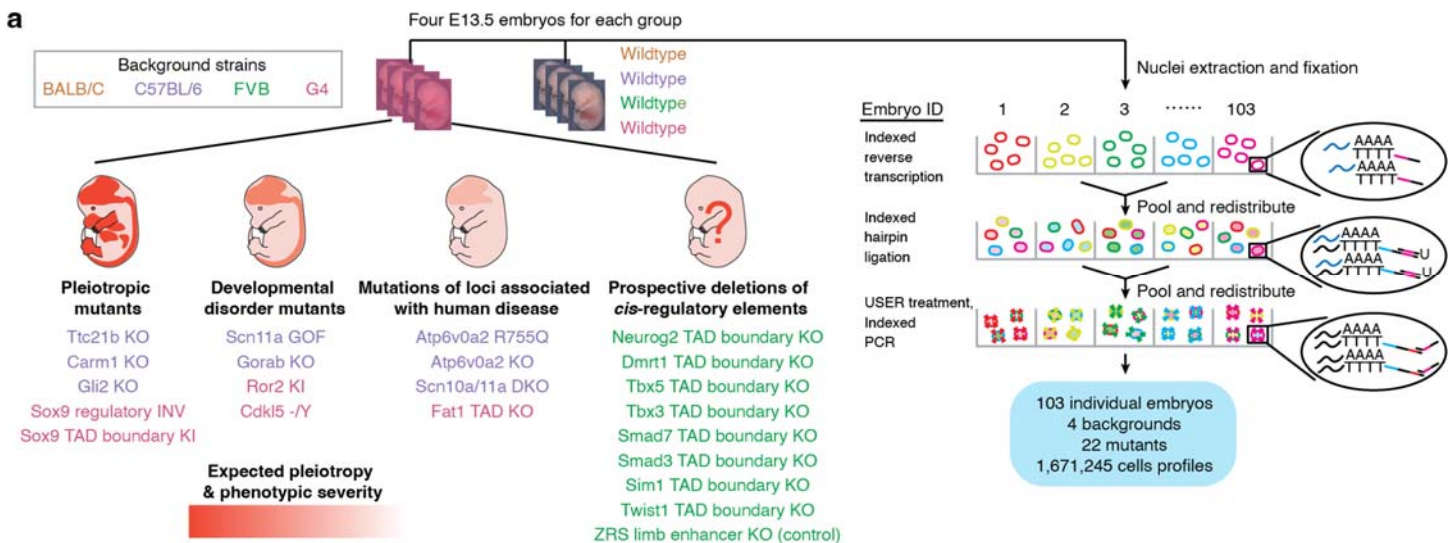 a
Four E13.5 embryos for each group
Background strains
BALB/C C57BL/6 FVB G4
Wildtype
Wildtype
Wildtype
Wildtype
Pleiotropic
mutants
Ttc21b KO
Carm1 KO
Gli2 KO
Sox9 regulatory INV
Sox9 TAD boundary KI
Developmental
disorder mutants
Scn11a GOF
Gorab KO
Ror2 KI
Cdkl5 -/Y
Mutations of loci associated
with human disease
Atp6v0a2 R755Q
Atp6v0a2 KO
Scn10a/11a DKO
Fat1 TAD KO
?
Prospective deletions of
cis-regulatory elements
Neurog2 TAD boundary KO
Dmrt1 TAD boundary KO
Tbx5 TAD boundary KO
Tbx3 TAD boundary KO
Smad7 TAD boundary KO
Smad3 TAD boundary KO
Sim1 TAD boundary KO
Twist1 TAD boundary KO
ZRS limb enhancer KO (control)
Expected pleiotropy
& phenotypic severity
Nuclei extraction and fixation
Embryo ID 1 2 3 ...... 103
Indexed
reverse
transcription
AAAA
TTTT
AAAA
TTTT
Pool and redistribute
Indexed
hairpin
ligation
AAAA
TTTT U
AAAA
TTTT U
Pool and redistribute
USER treatment,
Indexed
PCR
AAAA
TTTT
AAAA
TTTT
103 individual embryos
4 backgrounds
22 mutants
1,671,245 cells profiles